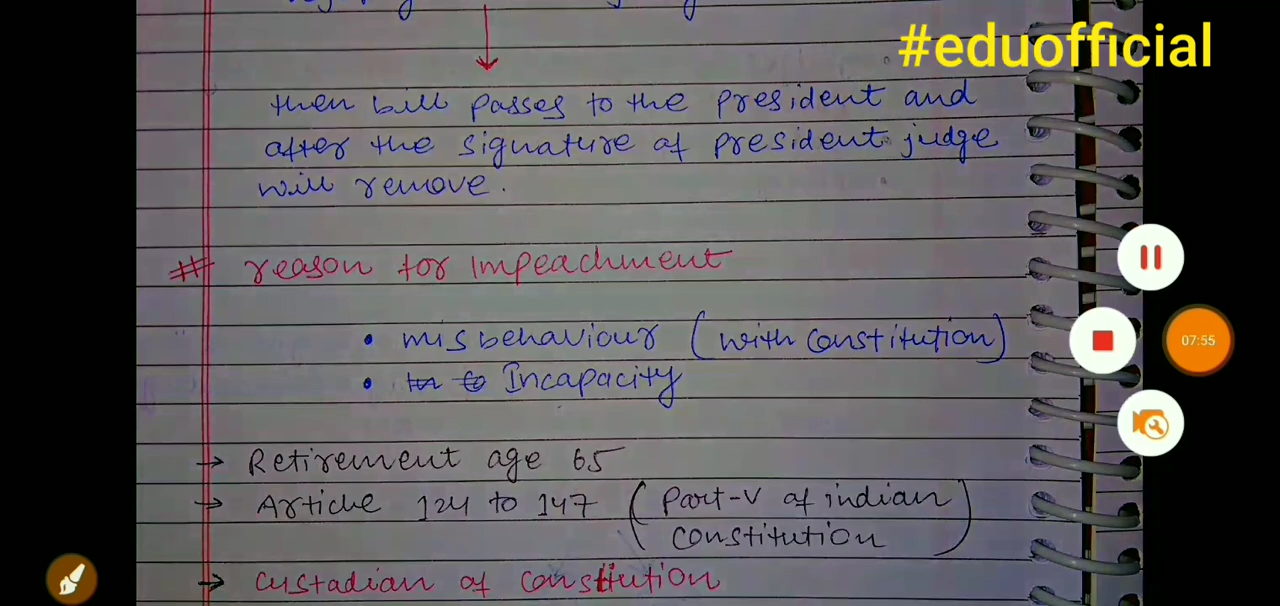 #eduofficial
then bill passes to the president and
after the signature of president judge
will remove.
# reason for Impeachment
• misbehaviour (with constitution)
• Incapacity
07:55
→ Retirement age 65
→ Article 124 to 147 (Part-V of indian
constitution)
→ Custadian of constitution